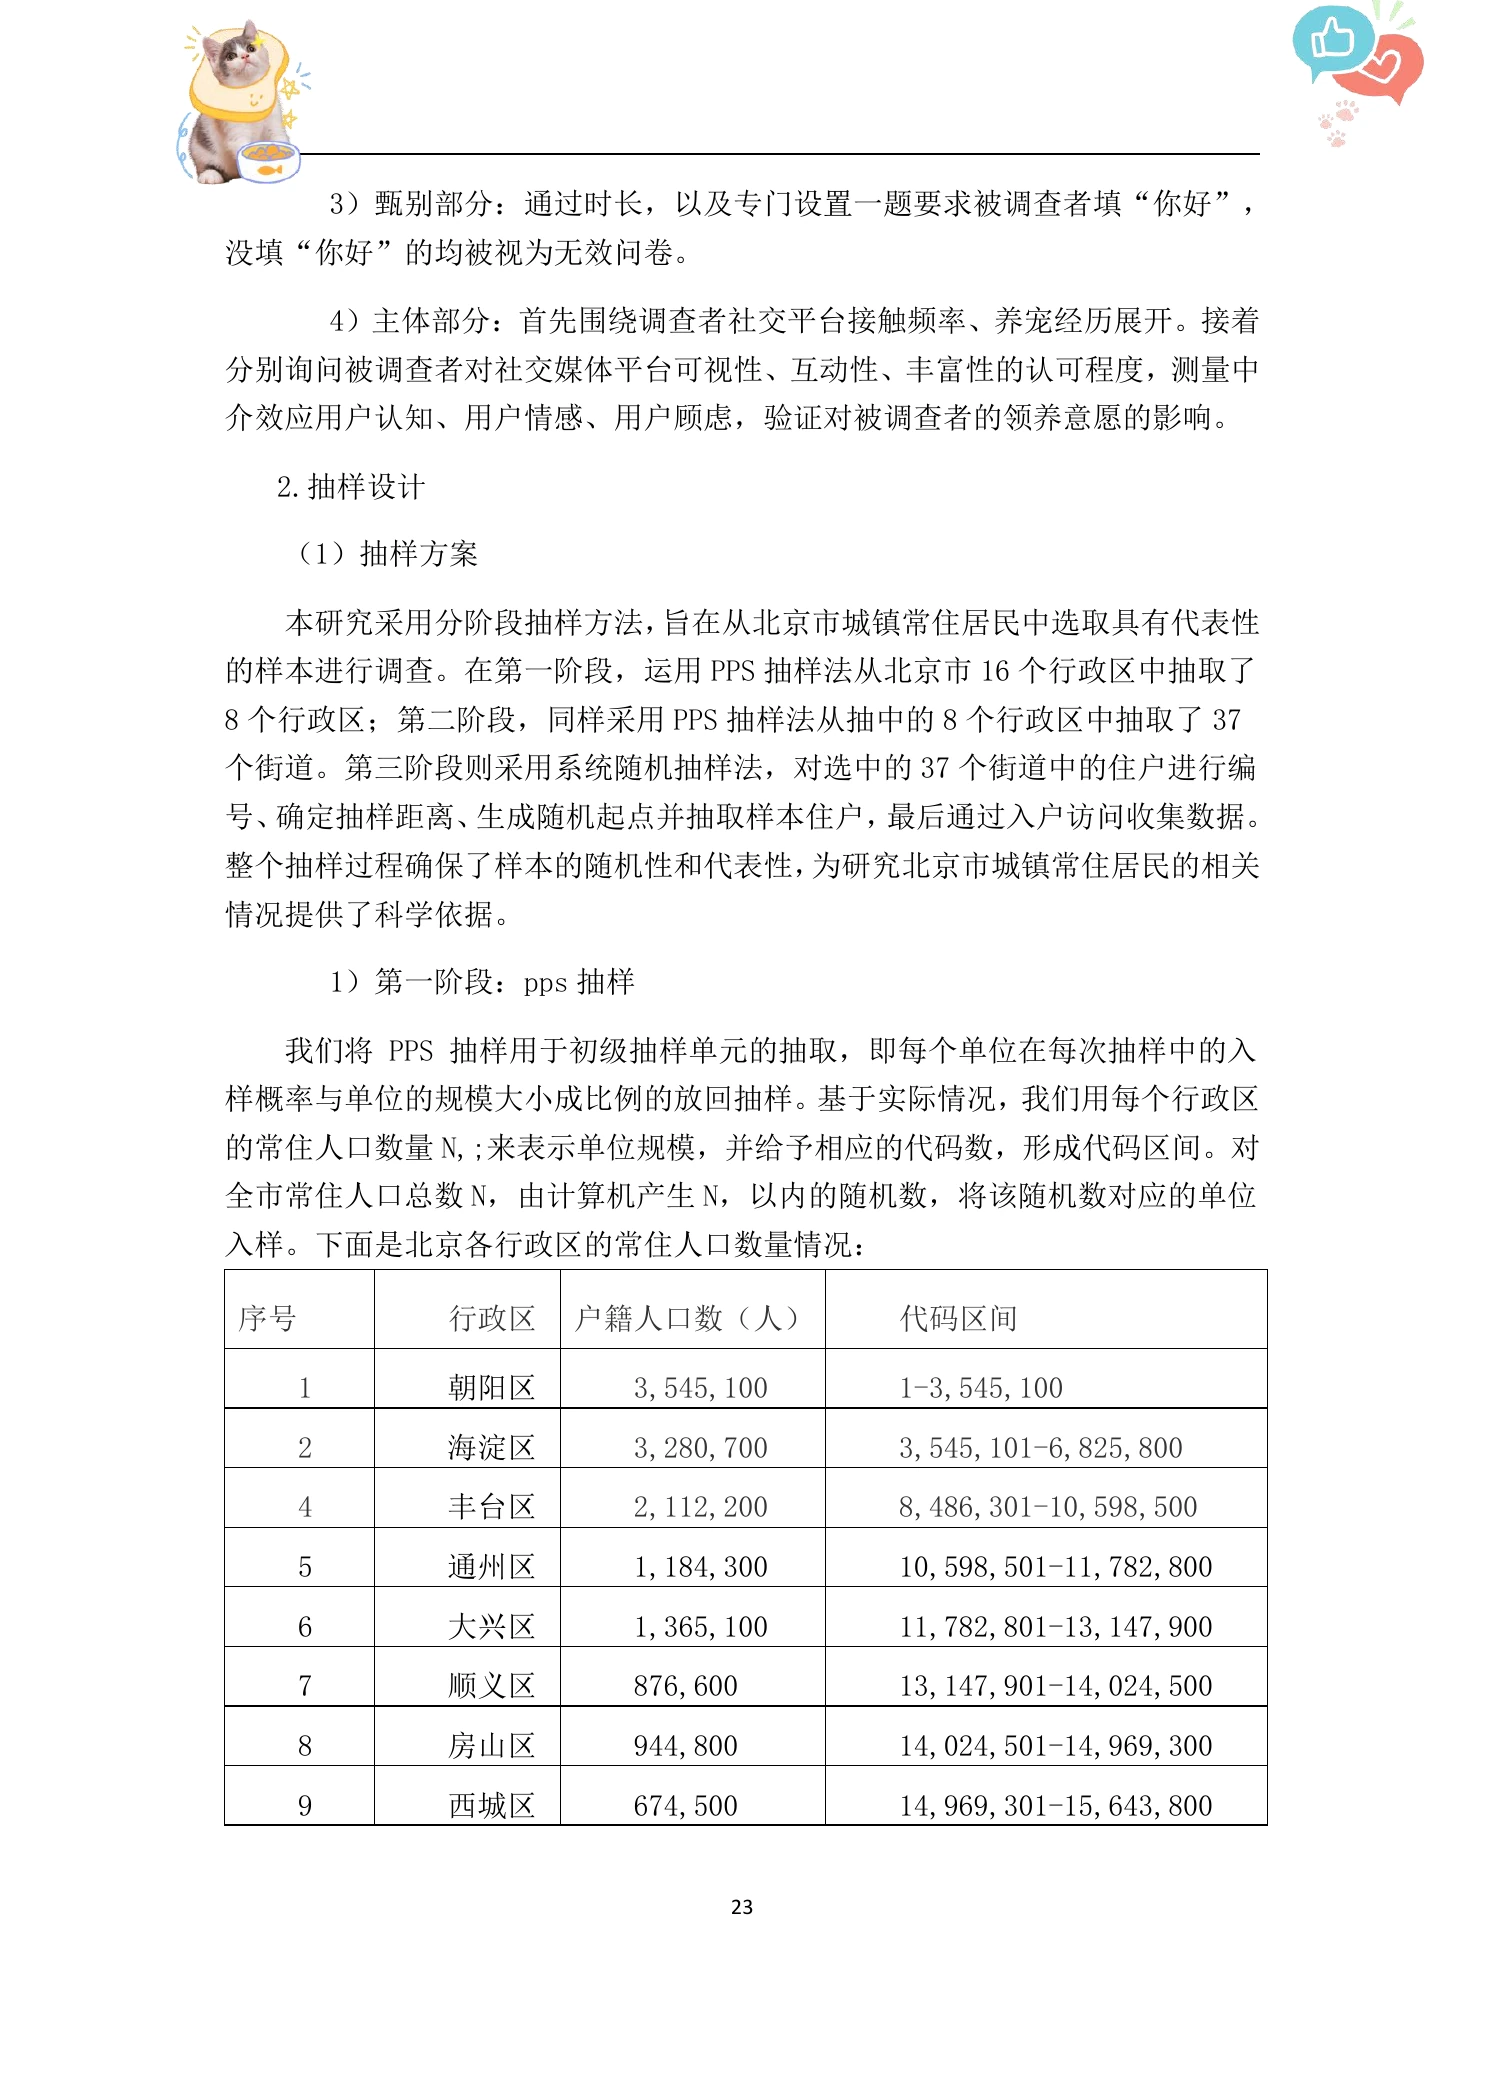 3）甄别部分：通过时长，以及专门设置一题要求被调查者填“你好”，
没填“你好”的均被视为无效问卷。
4）主体部分：首先围绕调查者社交平台接触频率、养宠经历展开。接着
分别询问被调查者对社交媒体平台可视性、互动性、丰富性的认可程度，测量中
介效应用户认知、用户情感、用户顾虑，验证对被调查者的领养意愿的影响。
2.抽样设计
（1）抽样方案
本研究采用分阶段抽样方法，旨在从北京市城镇常住居民中选取具有代表性
的样本进行调查。在第一阶段，运用 PPS 抽样法从北京市 16 个行政区中抽取了
8 个行政区；第二阶段，同样采用 PPS 抽样法从抽中的 8 个行政区中抽取了 37
个街道。第三阶段则采用系统随机抽样法，对选中的 37 个街道中的住户进行编
号、确定抽样距离、生成随机起点并抽取样本住户，最后通过入户访问收集数据。
整个抽样过程确保了样本的随机性和代表性，为研究北京市城镇常住居民的相关
情况提供了科学依据。
1）第一阶段：pps 抽样
我们将 PPS 抽样用于初级抽样单元的抽取，即每个单位在每次抽样中的入
样概率与单位的规模大小成比例的放回抽样。基于实际情况，我们用每个行政区
的常住人口数量 N,;来表示单位规模，并给予相应的代码数，形成代码区间。对
全市常住人口总数 N，由计算机产生 N，以内的随机数，将该随机数对应的单位
入样。下面是北京各行政区的常住人口数量情况：
序号 行政区 户籍人口数（人） 代码区间
1 朝阳区 3,545,100 1-3,545,100
2 海淀区 3,280,700 3,545,101-6,825,800
4 丰台区 2,112,200 8,486,301-10,598,500
5 通州区 1,184,300 10,598,501-11,782,800
6 大兴区 1,365,100 11,782,801-13,147,900
7 顺义区 876,600 13,147,901-14,024,500
8 房山区 944,800 14,024,501-14,969,300
9 西城区 674,500 14,969,301-15,643,800
23